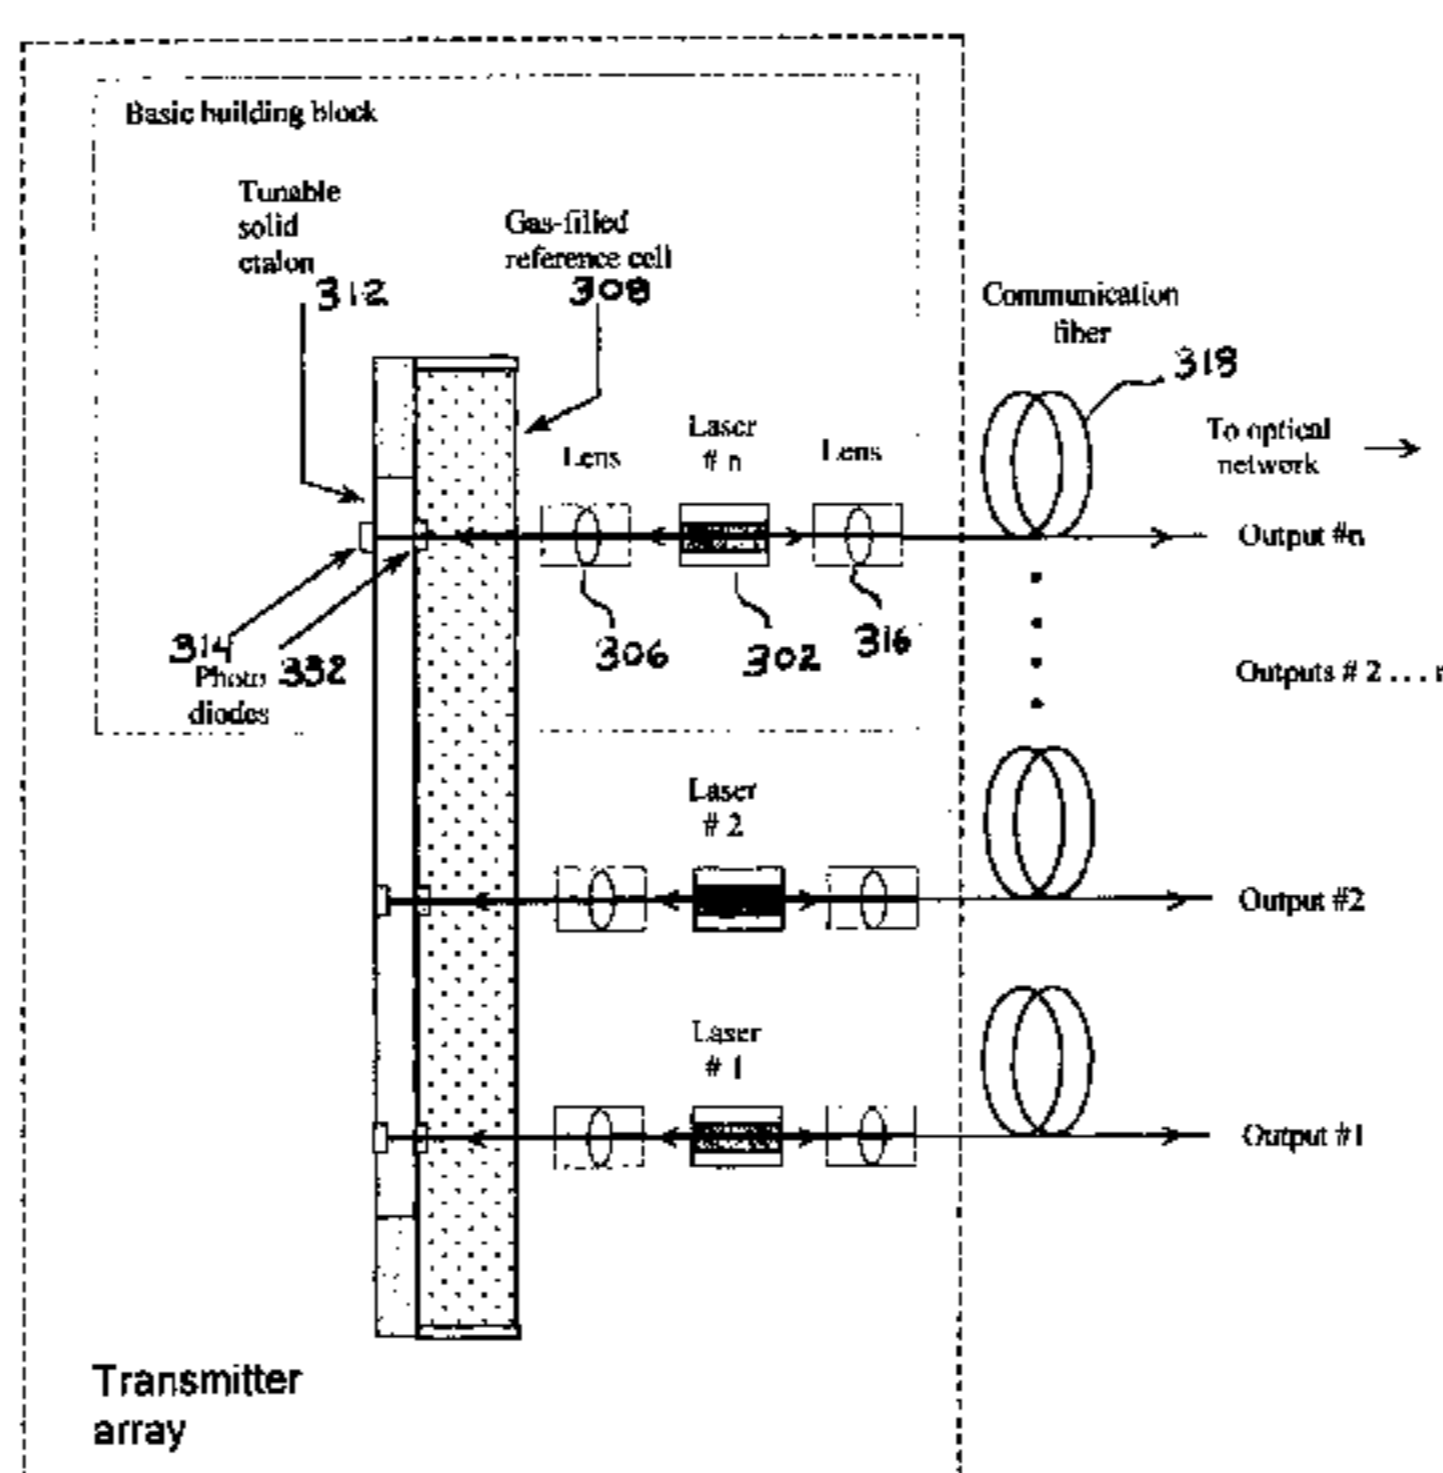 Basic building block
Tunable
solid
etalon
312
Gas-filled
reference cell
308
Communication
fiber
318
Lens
Laser
# n
Lens
To optical
network
Output #n
314
Photo
diodes
332
306
302
316
Outputs # 2 . . .
Laser
# 2
Output #2
Laser
# 1
Output #1
Transmitter
array